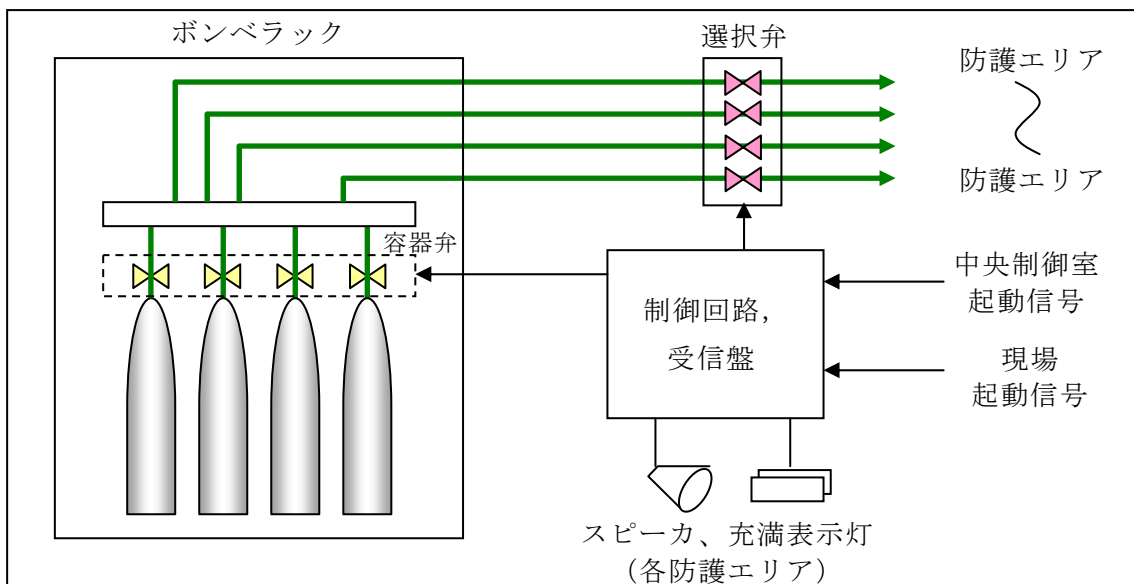 ボンベラック
選択弁
防護エリア
防護エリア
容器弁
制御回路,
受信盤
中央制御室
起動信号
現場
起動信号
スピーカ、充満表示灯
（各防護エリア）